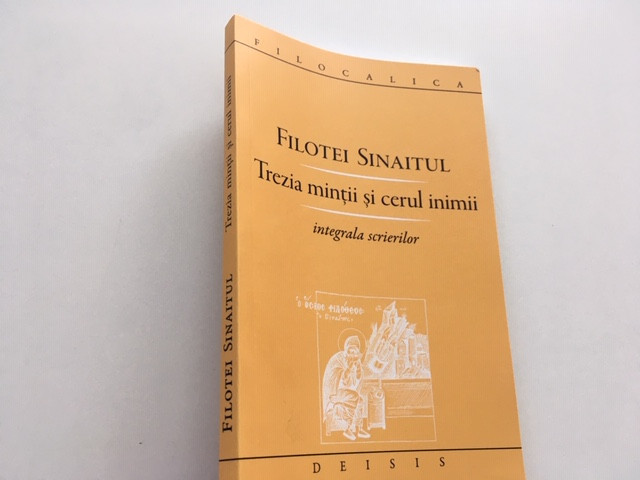 FILOCALICA
FILOTEI SINAITUL
Trezia minții și cerul inimii
integrala scrierilor
DEISIS
FILOTEI SINAITUL Trezia minții și cerul inimii